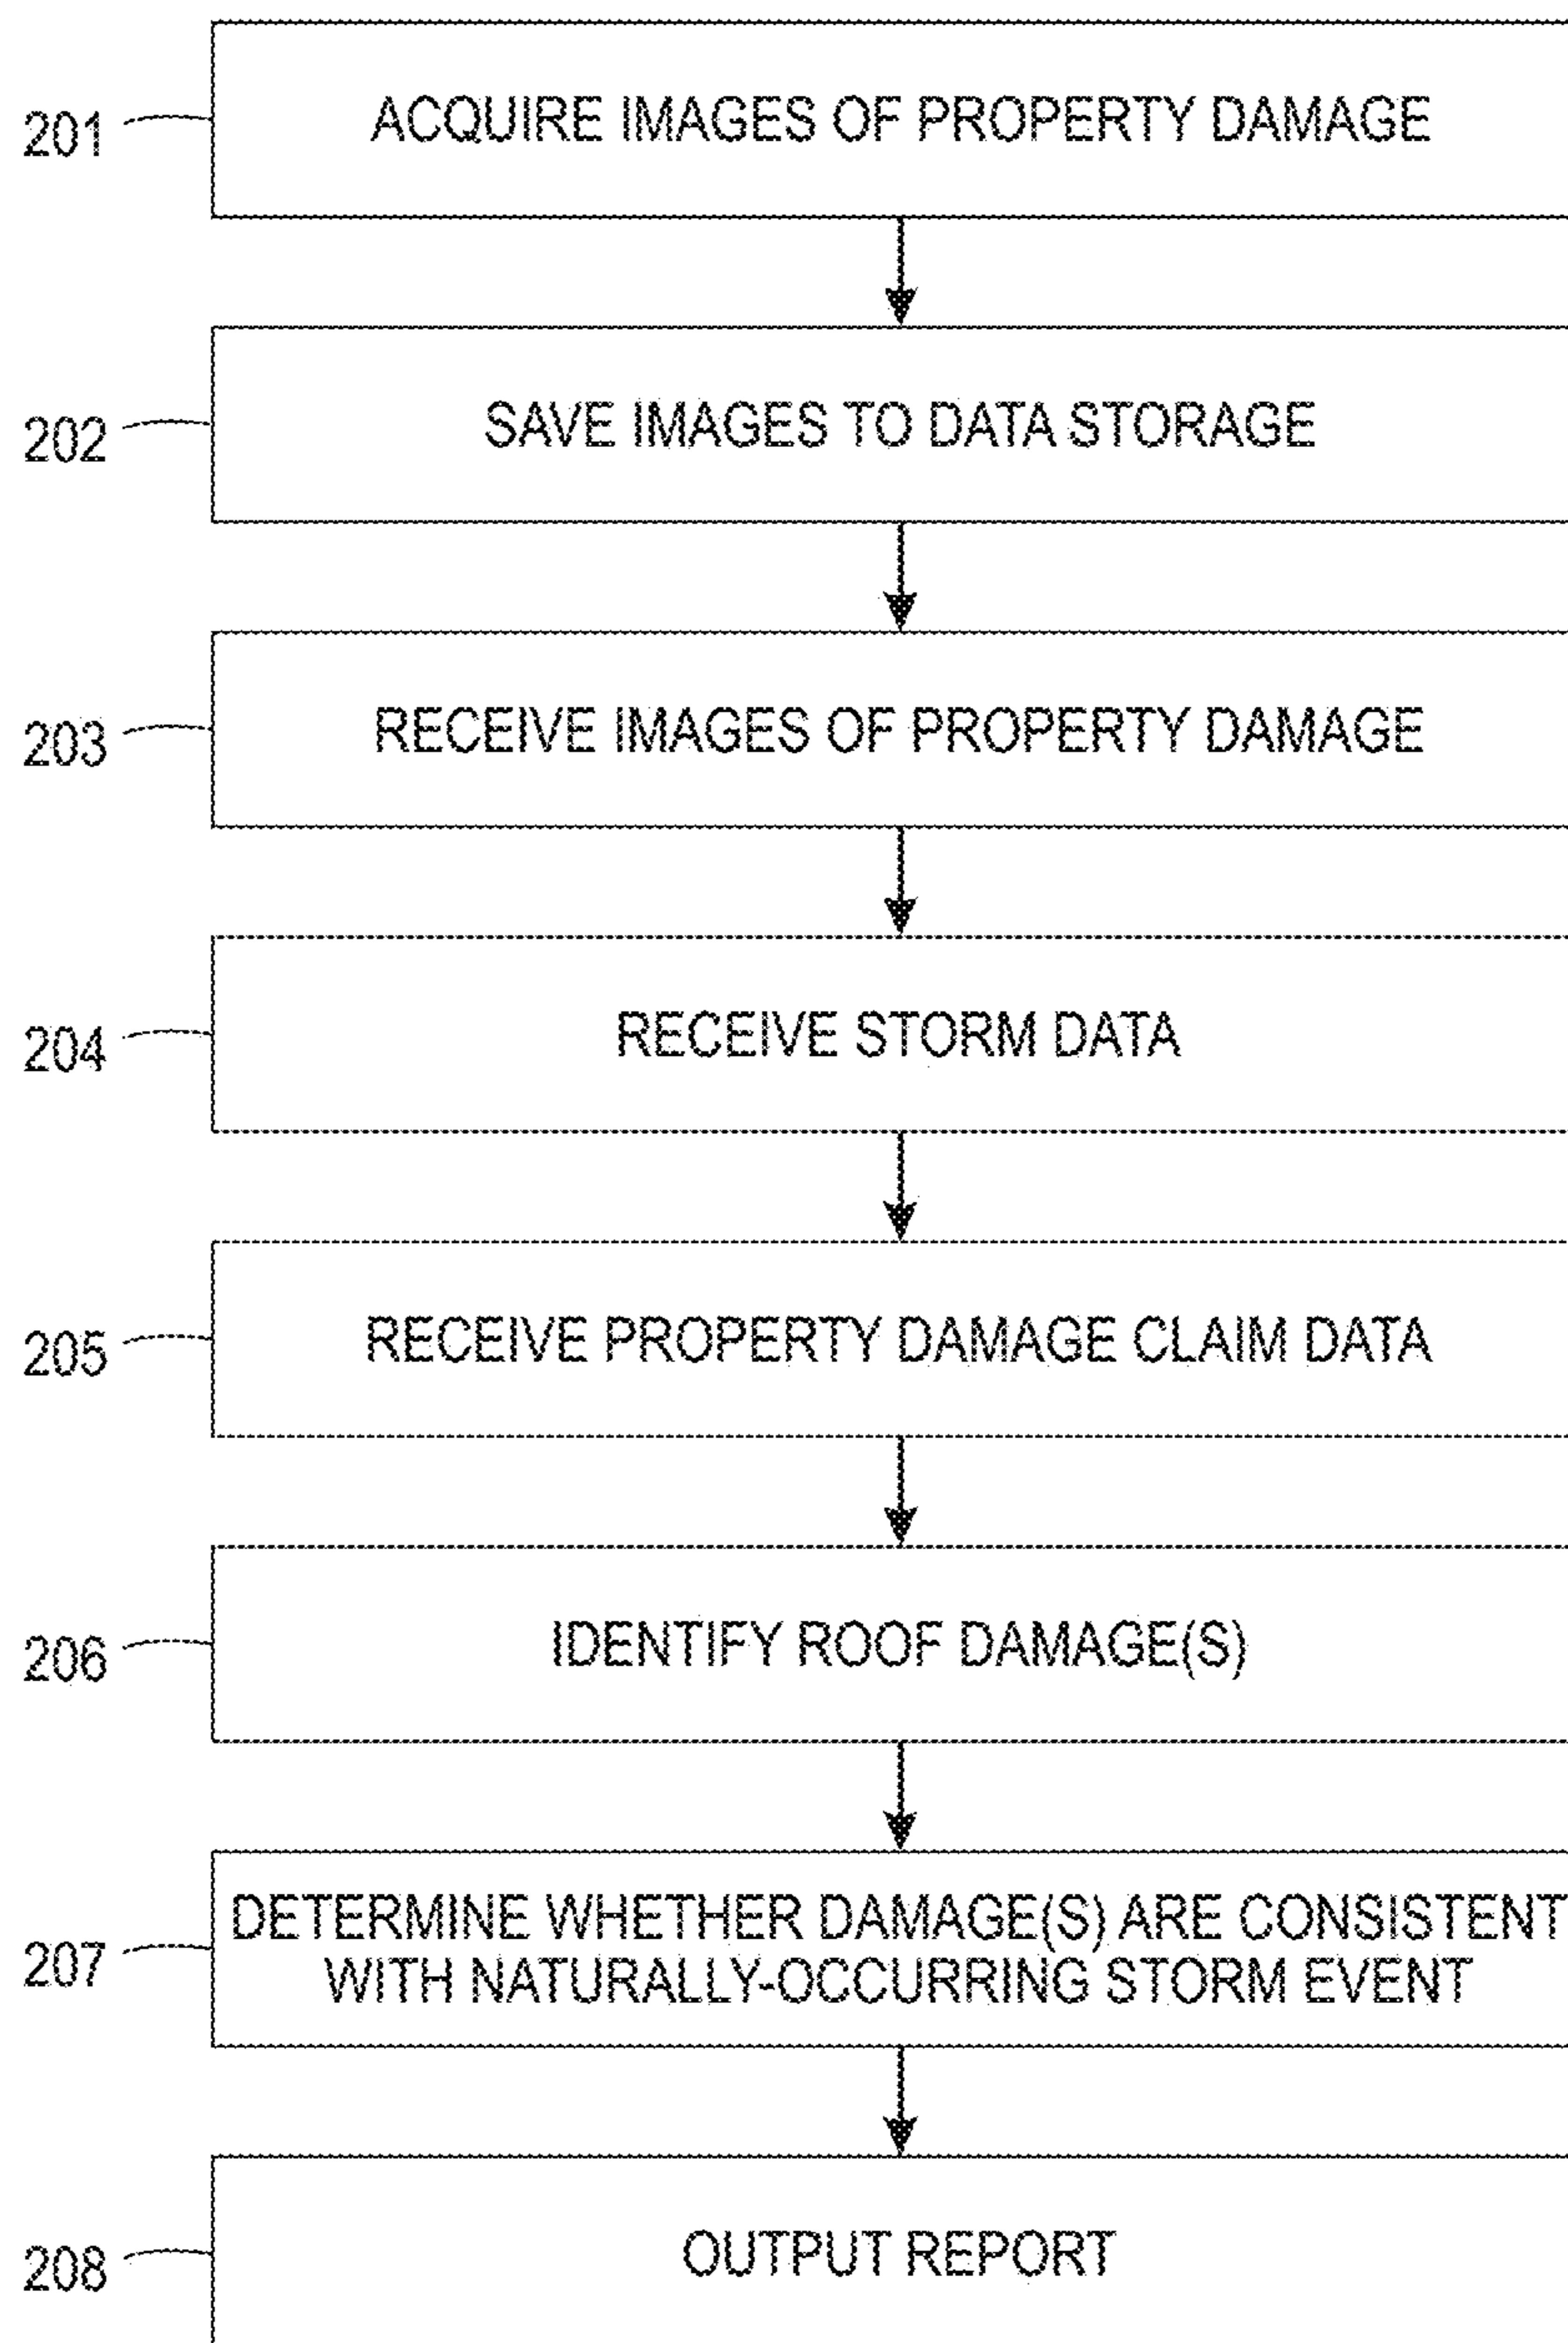 201
ACQUIRE IMAGES OF PROPERTY DAMAGE
202
SAVE IMAGES TO DATA STORAGE
203
RECEIVE IMAGES OF PROPERTY DAMAGE
204
RECEIVE STORM DATA
205
RECEIVE PROPERTY DAMAGE CLAIM DATA
206
IDENTIFY ROOF DAMAGE(S)
207
DETERMINE WHETHER DAMAGE(S) ARE CONSISTENT
WITH NATURALLY-OCCURRING STORM EVENT
208
OUTPUT REPORT